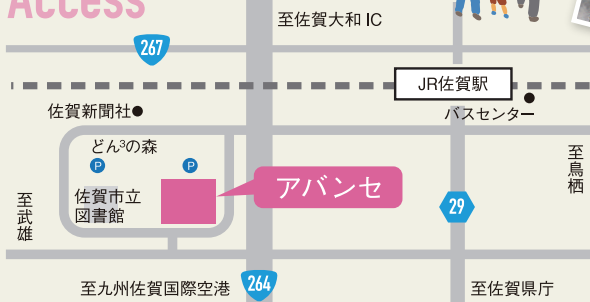 Access
至佐賀大和 IC
267
JR佐賀駅
佐賀新聞社
バスセンター
どん³の森
P
P
至鳥栖
アバンセ
佐賀市立
図書館
至武雄
29
至九州佐賀国際空港
264
至佐賀県庁